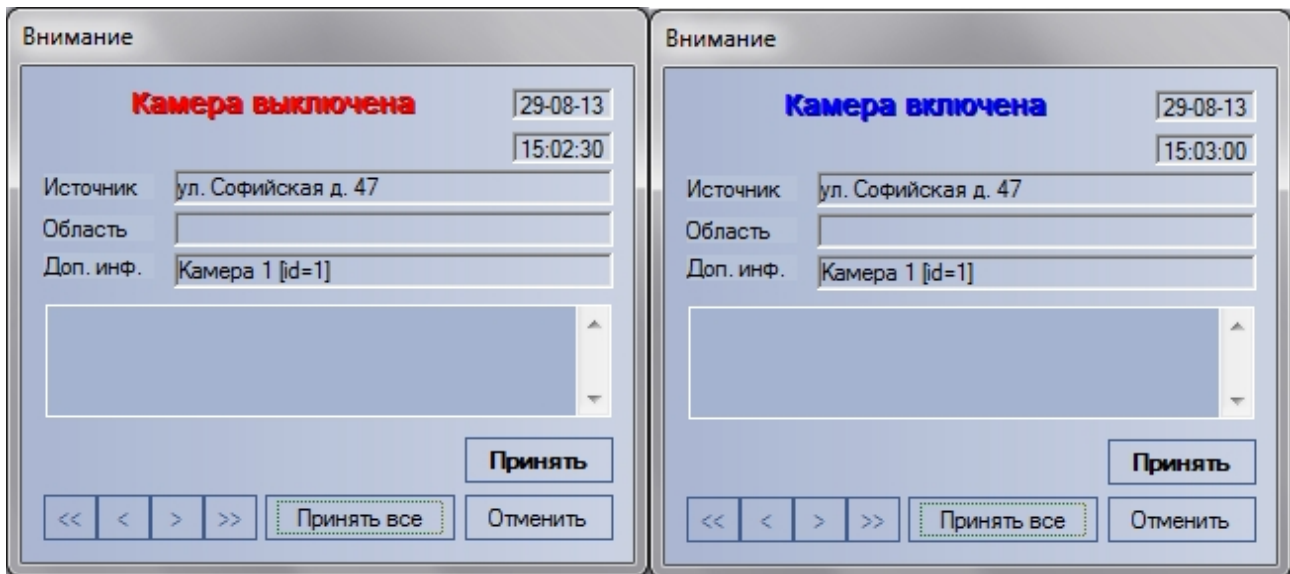 Внимание
Камера выключена
29-08-13
15:02:30
Источник ул. Софийская д. 47
Область
Доп. инф. Камера 1 [id=1]
Принять
<< < > >> Принять все Отменить
Внимание
Камера включена
29-08-13
15:03:00
Источник ул. Софийская д. 47
Область
Доп. инф. Камера 1 [id=1]
Принять
<< < > >> Принять все Отменить